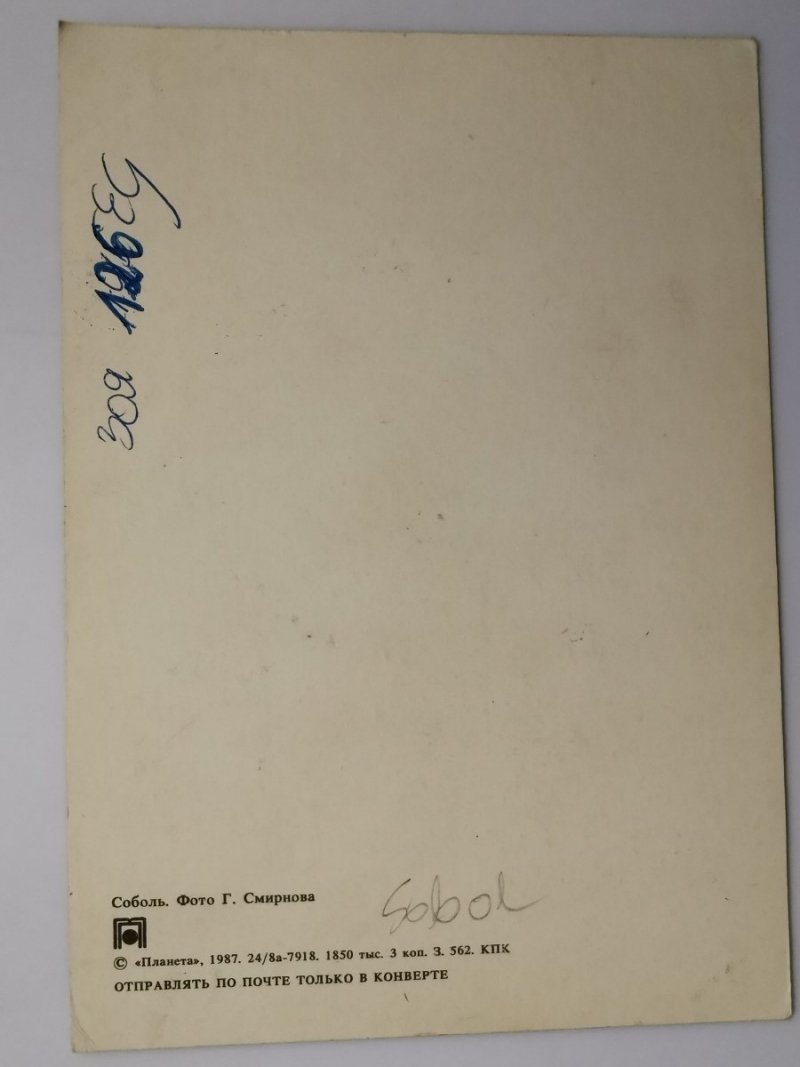 зоя
Соболь. Фото Г. Смирнова
Sobol
© «Планета», 1987. 24/8а-7918. 1850 тыс. 3 коп. З. 562. КПК
ОТПРАВЛЯТЬ ПО ПОЧТЕ ТОЛЬКО В КОНВЕРТЕ